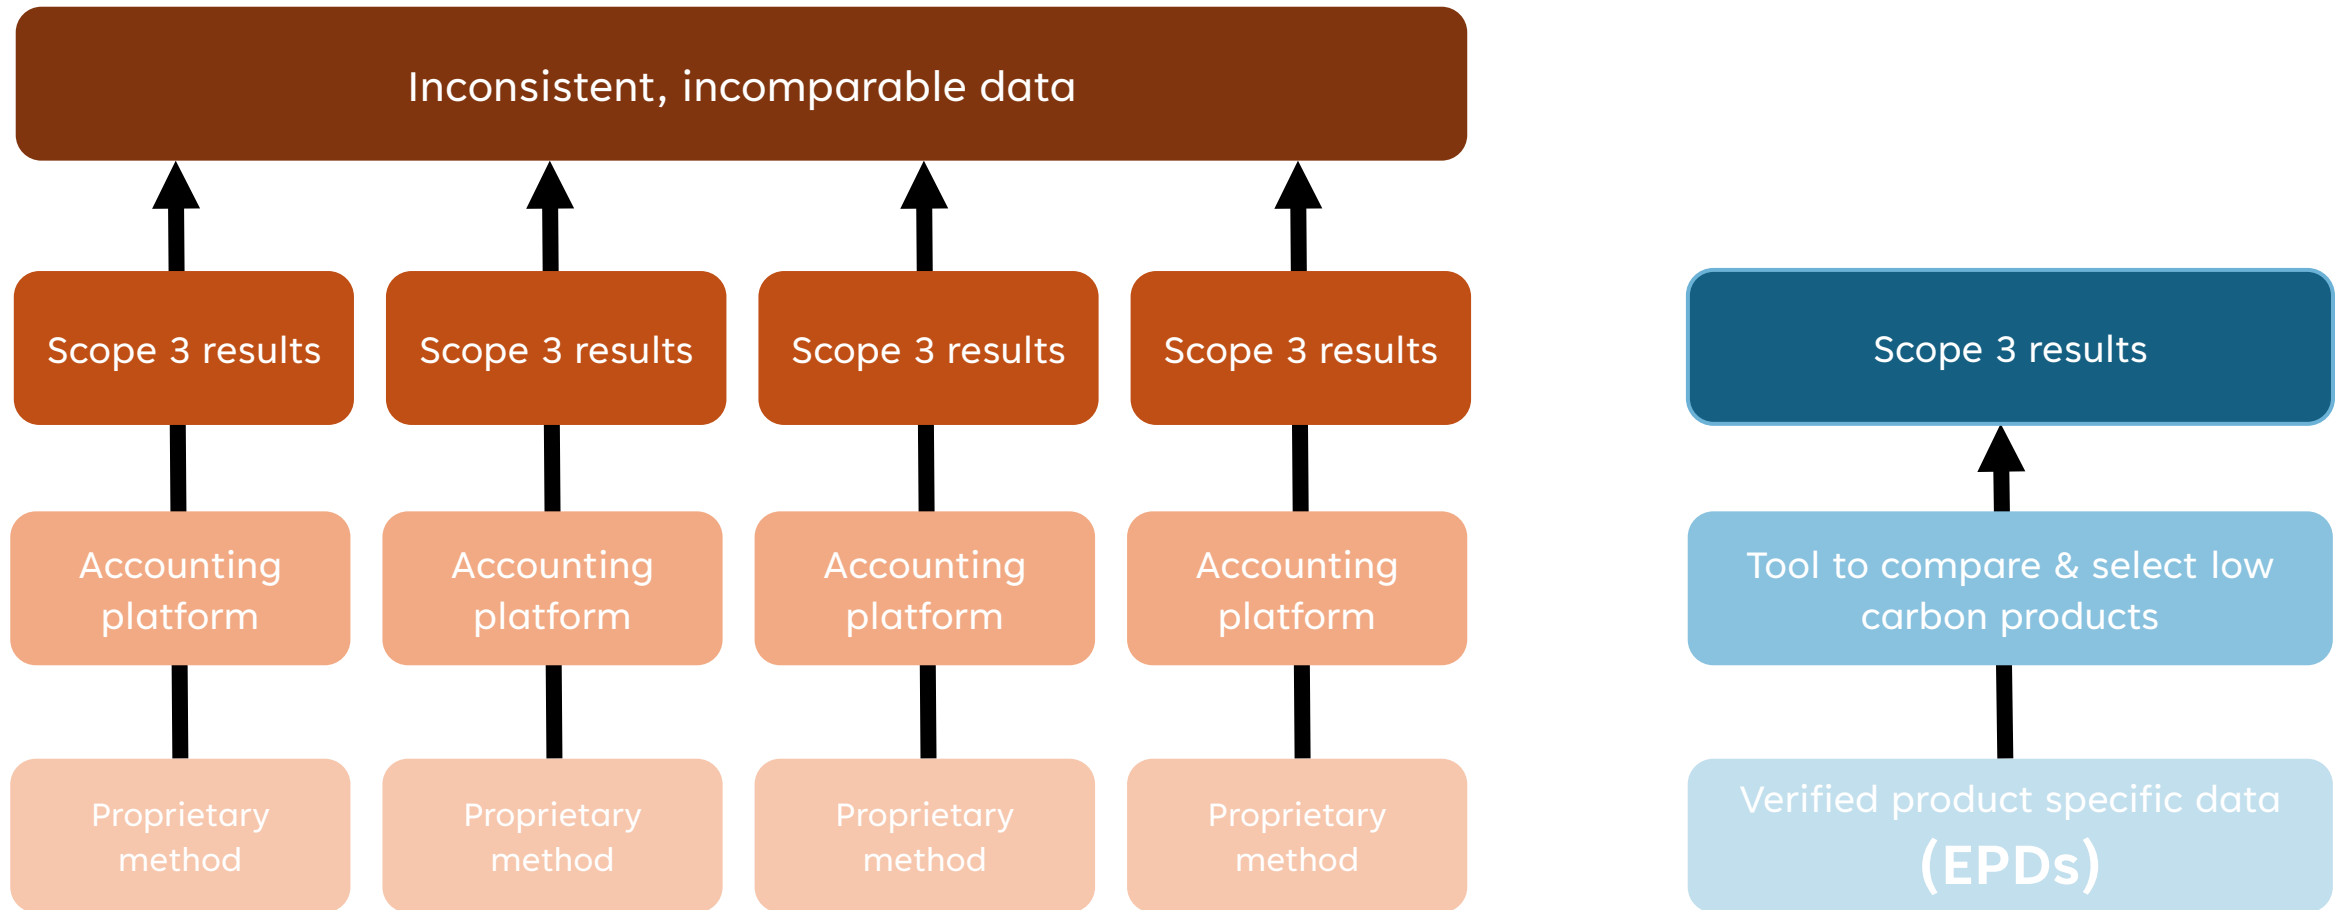 Inconsistent, incomparable data
Scope 3 results
Scope 3 results
Scope 3 results
Scope 3 results
Scope 3 results
Accounting
platform
Accounting
platform
Accounting
platform
Accounting
platform
Tool to compare & select low
carbon products
Proprietary
method
Proprietary
method
Proprietary
method
Proprietary
method
Verified product specific data
(EPDs)